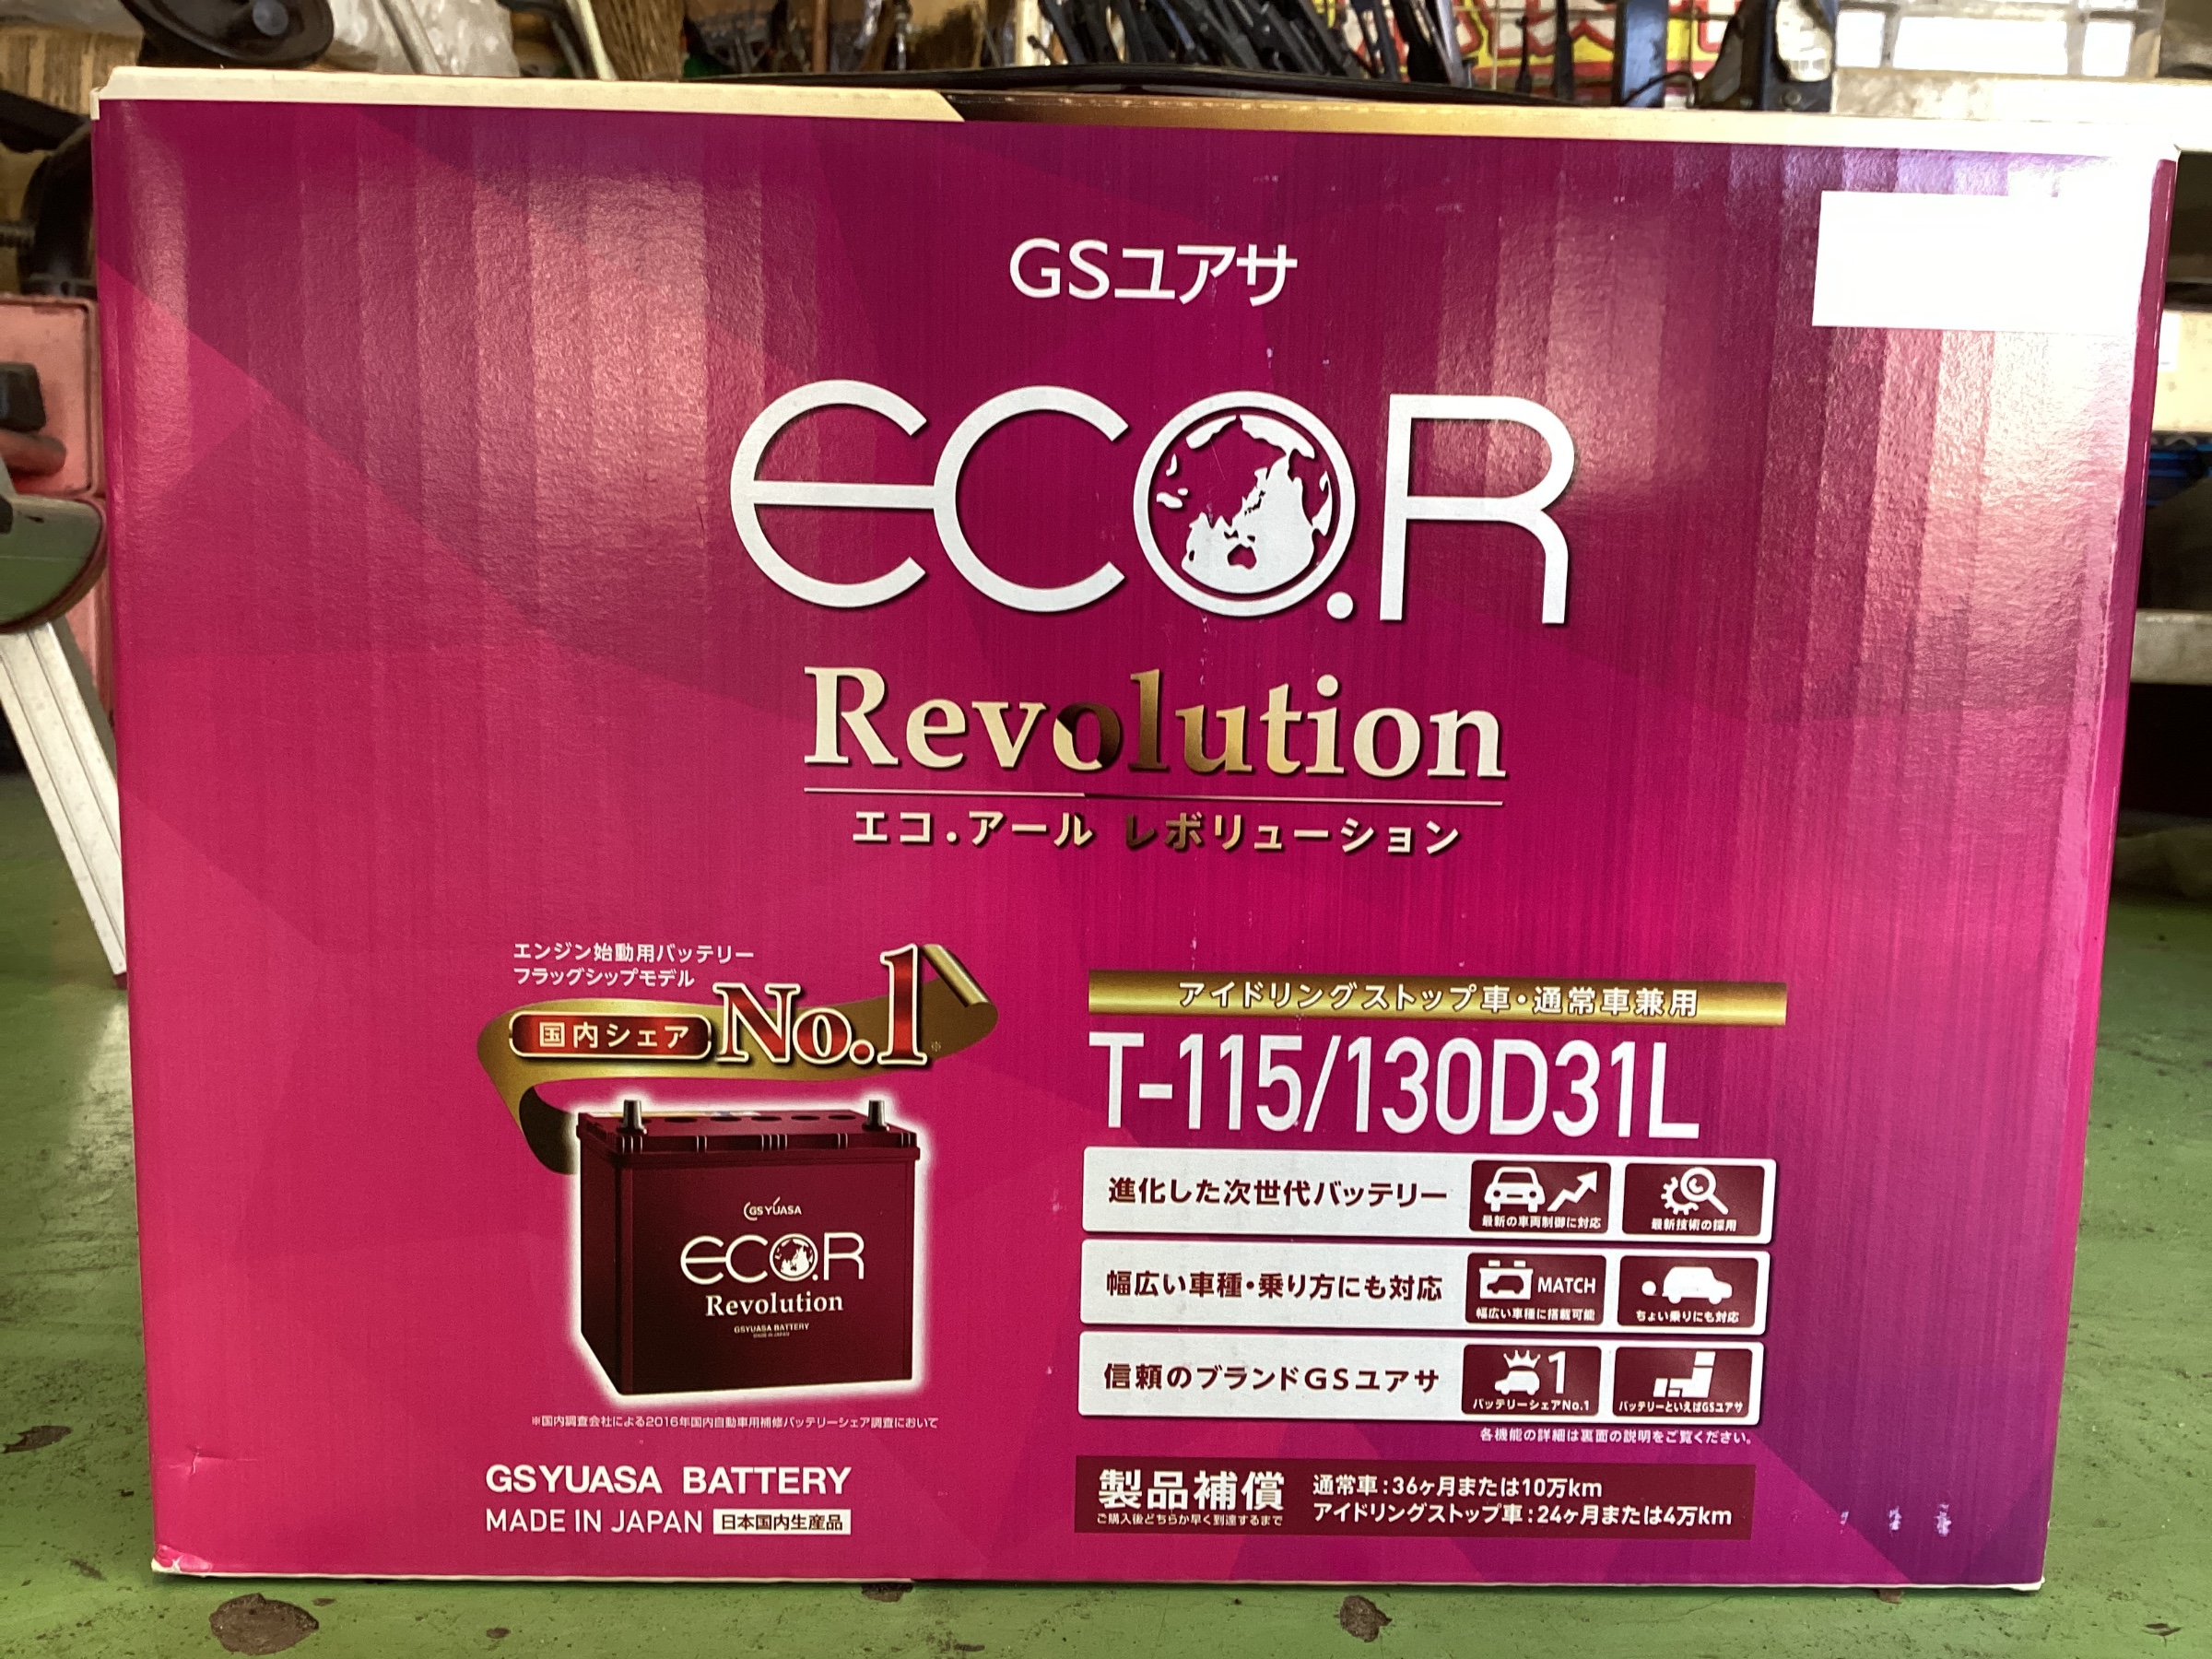 GSユアサ
ECO.R
Revolution
エコ.アール レボリューション
エンジン始動用バッテリー
フラッグシップモデル
国内シェア No.1※
GS YUASA
ECO.R
Revolution
GSYUASA BATTERY
MADE IN JAPAN
※国内調査会社による2016年国内自動車用補修バッテリーシェア調査において
GSYUASA BATTERY
MADE IN JAPAN 日本国内生産品
アイドリングストップ車・通常車兼用
T-115/130D31L
進化した次世代バッテリー
最新の車両制御に対応
最新技術の採用
幅広い車種・乗り方にも対応
MATCH
幅広い車種に搭載可能
ちょい乗りにも対応
信頼のブランドGSユアサ
1
バッテリーシェアNo.1
バッテリーといえばGSユアサ
各機能の詳細は裏面の説明をご覧ください。
製品補償
ご購入後どちらか早く到達するまで
通常車:36ヶ月または10万km
アイドリングストップ車:24ヶ月または4万km